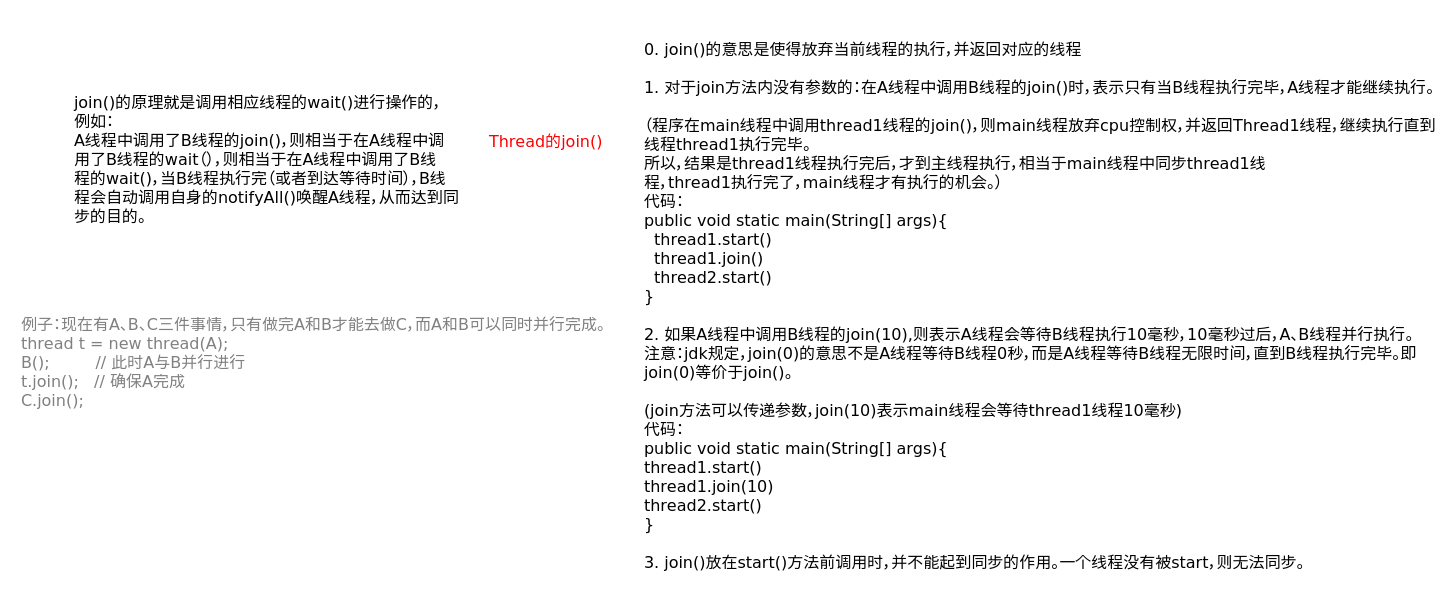 join()的原理就是调用相应线程的wait()进行操作的，
例如：
A线程中调用了B线程的join()，则相当于在A线程中调
用了B线程的wait（），则相当于在A线程中调用了B线
程的wait()，当B线程执行完（或者到达等待时间），B线
程会自动调用自身的notifyAll()唤醒A线程，从而达到同
步的目的。
Thread的join()
例子：现在有A、B、C三件事情，只有做完A和B才能去做C，而A和B可以同时并行完成。
thread t = new thread(A);
B();         // 此时A与B并行进行
t.join();   // 确保A完成
C.join();
0. join()的意思是使得放弃当前线程的执行，并返回对应的线程
1. 对于join方法内没有参数的：在A线程中调用B线程的join()时，表示只有当B线程执行完毕，A线程才能继续执行。
（程序在main线程中调用thread1线程的join()，则main线程放弃cpu控制权，并返回Thread1线程，继续执行直到
线程thread1执行完毕。
所以，结果是thread1线程执行完后，才到主线程执行，相当于main线程中同步thread1线
程，thread1执行完了，main线程才有执行的机会。）
代码：
public void static main(String[] args){
  thread1.start()
  thread1.join()
  thread2.start()
}
2. 如果A线程中调用B线程的join(10),则表示A线程会等待B线程执行10毫秒，10毫秒过后，A、B线程并行执行。
注意：jdk规定，join(0)的意思不是A线程等待B线程0秒，而是A线程等待B线程无限时间，直到B线程执行完毕。即
join(0)等价于join()。
(join方法可以传递参数，join(10)表示main线程会等待thread1线程10毫秒)
代码：
public void static main(String[] args){
thread1.start()
thread1.join(10)
thread2.start()
}
3. join()放在start()方法前调用时，并不能起到同步的作用。一个线程没有被start，则无法同步。